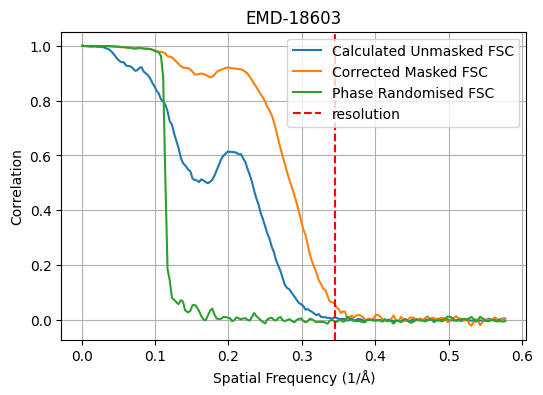 EMD-18603
Calculated Unmasked FSC
Corrected Masked FSC
Phase Randomised FSC
resolution
Correlation
1.0
0.8
0.6
0.4
0.2
0.0
0.0
0.1
0.2
0.3
0.4
0.5
0.6
Spatial Frequency (1/Å)